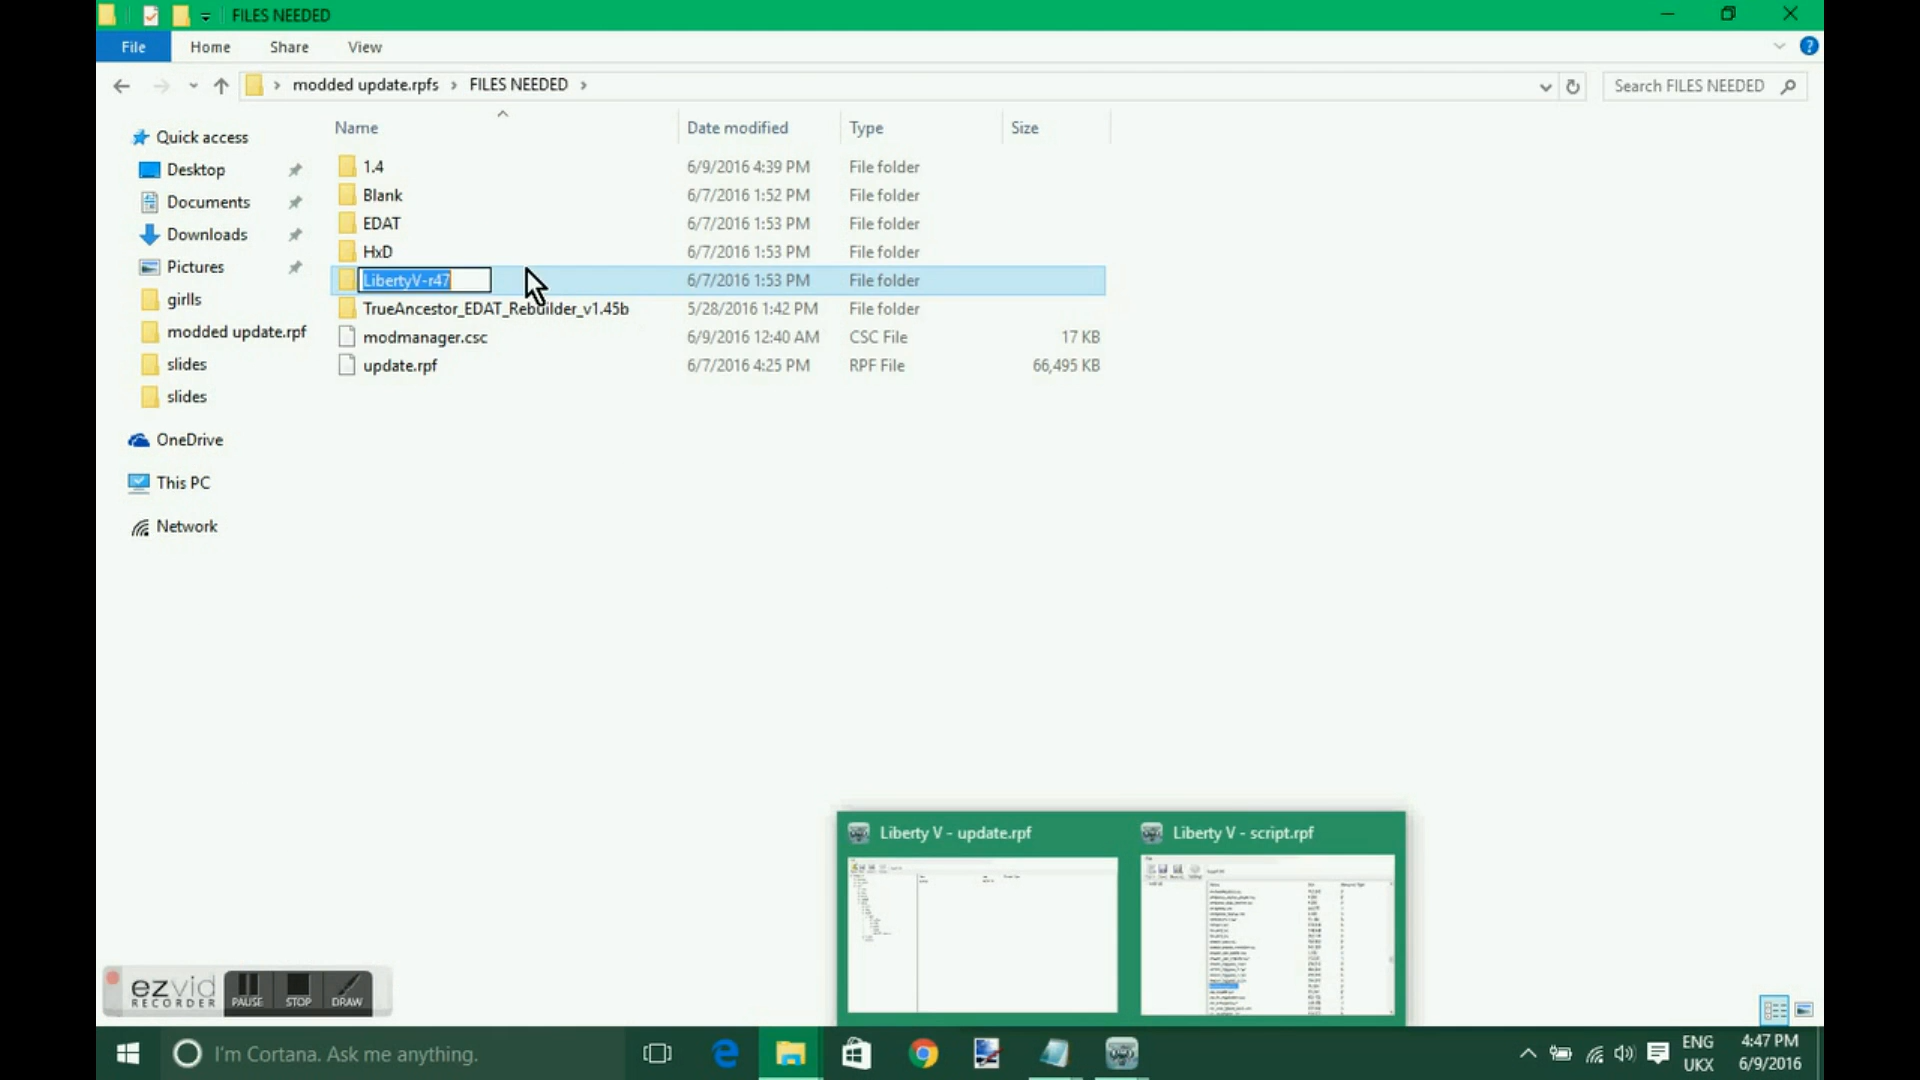 FILES NEEDED
File Home Share View
modded update.rpfs FILES NEEDED
Search FILES NEEDED
Name Date modified Type Size
Quick access
Desktop
Documents
Downloads
Pictures
girlls
modded update.rpf
slides
slides
OneDrive
This PC
Network
1.4 6/9/2016 4:39 PM File folder
Blank 6/7/2016 1:52 PM File folder
EDAT 6/7/2016 1:53 PM File folder
HxD 6/7/2016 1:53 PM File folder
LibertyV-r47 6/7/2016 1:53 PM File folder
TrueAncestor_EDAT_Rebuilder_v1.45b 5/28/2016 1:42 PM File folder
modmanager.csc 6/9/2016 12:40 AM CSC File 17 KB
update.rpf 6/7/2016 4:25 PM RPF File 66,495 KB
Liberty V - update.rpf
Liberty V - script.rpf
ezvid
RECORDER
PAUSE STOP DRAW
I'm Cortana. Ask me anything.
ENG
UKX
4:47 PM
6/9/2016